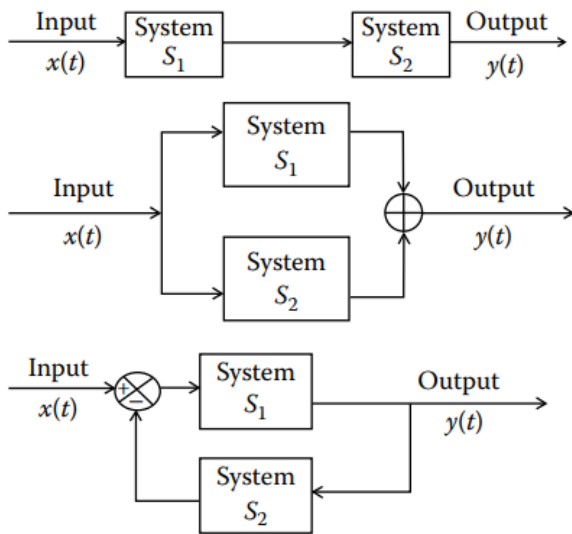 Input
System
System
Output
x(t)
S1
S2
y(t)
System
S1
Input
Output
x(t)
y(t)
System
S2
Input
System
Output
+
−
x(t)
S1
y(t)
System
S2